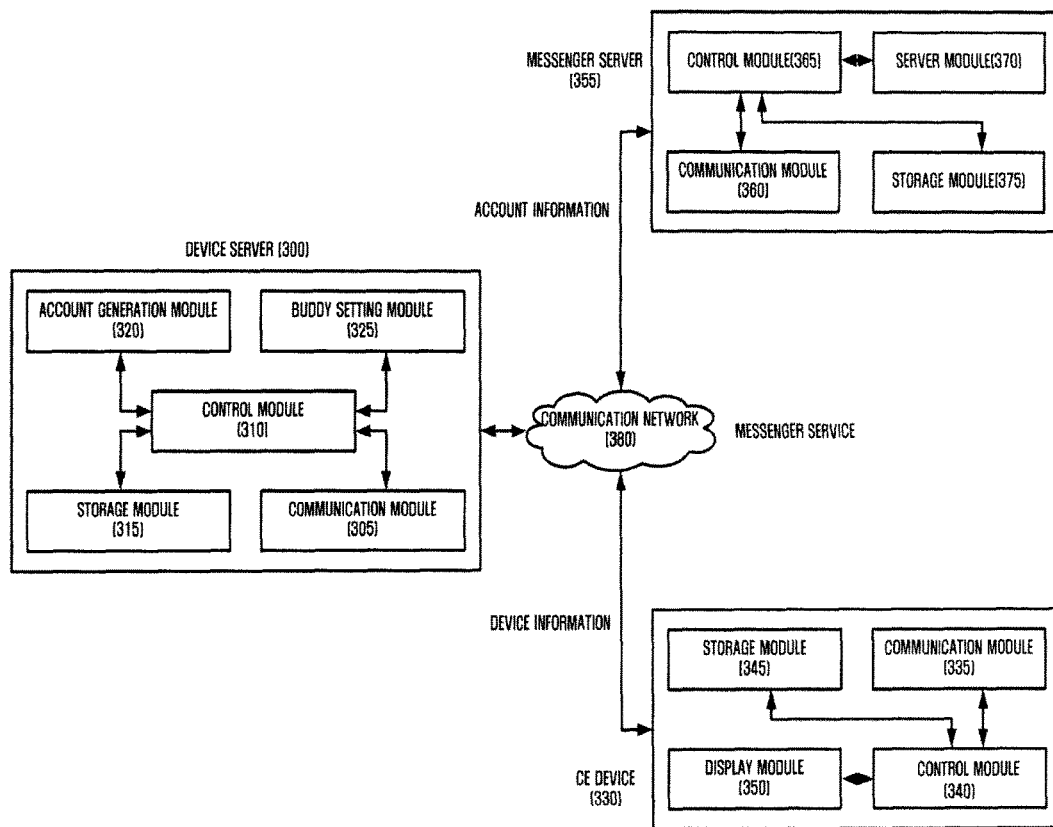 MESSENGER SERVER
(355)
CONTROL MODULE(365)
SERVER MODULE(370)
COMMUNICATION MODULE
(360)
STORAGE MODULE(375)
ACCOUNT INFORMATION
DEVICE SERVER (300)
ACCOUNT GENERATION MODULE
(320)
BUDDY SETTING MODULE
(325)
CONTROL MODULE
(310)
STORAGE MODULE
(315)
COMMUNICATION MODULE
(305)
COMMUNICATION NETWORK
(380)
MESSENGER SERVICE
DEVICE INFORMATION
STORAGE MODULE
(345)
COMMUNICATION MODULE
(335)
CE DEVICE
(330)
DISPLAY MODULE
(350)
CONTROL MODULE
(340)